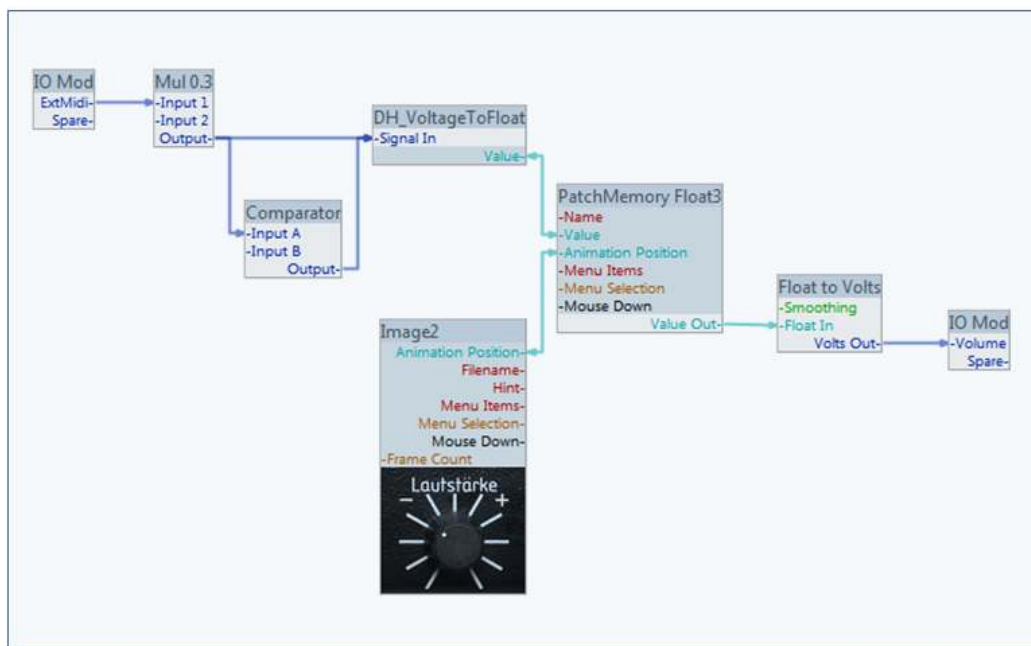 IO Mod
ExtMidi-
Spare-
Mul 0.3
-Input 1
-Input 2
Output-
Comparator
-Input A
-Input B
Output-
DH_VoltageToFloat
-Signal In
Value-
Image2
Animation Position-
Filename-
Hint-
Menu Items-
Menu Selection-
Mouse Down-
-Frame Count
Lautstärke
- +
PatchMemory Float3
-Name
-Value
-Animation Position
-Menu Items
-Menu Selection
-Mouse Down
Value Out-
Float to Volts
-Smoothing
-Float In
Volts Out-
IO Mod
-Volume
Spare-